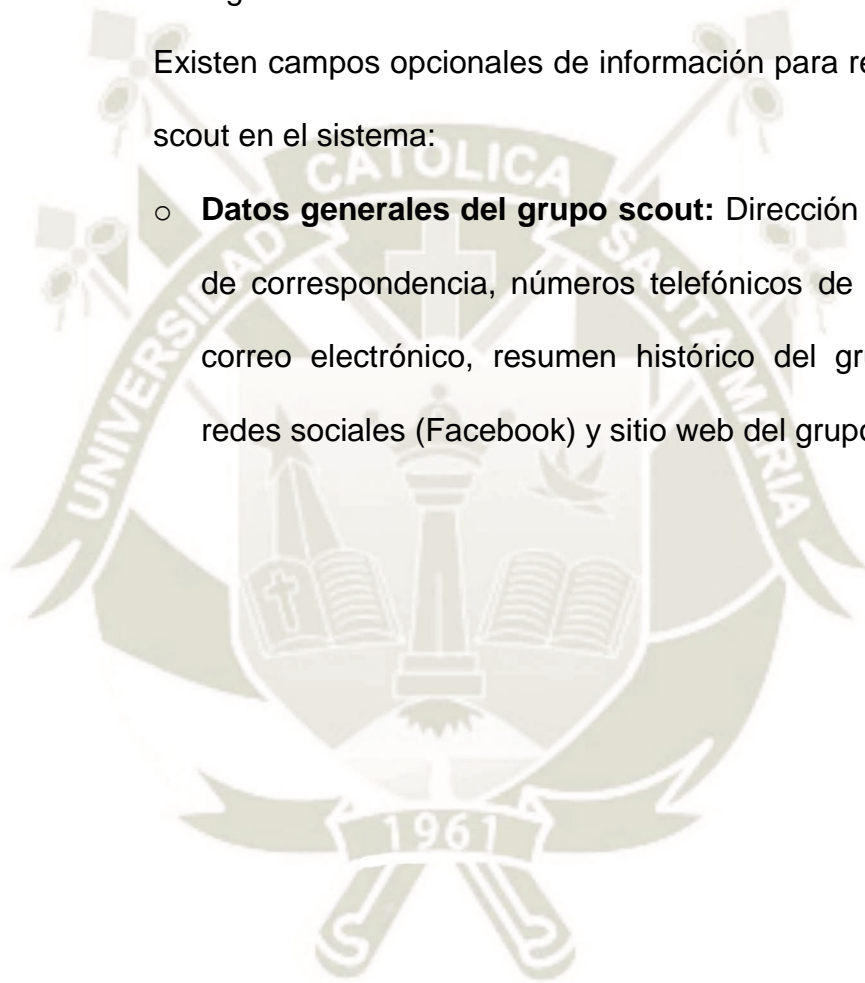 Existen campos opcionales de información para
scout en el sistema:
○ Datos generales del grupo scout: Dirección
de correspondencia, números telefónicos de
correo electrónico, resumen histórico del
redes sociales (Facebook) y sitio web del grupo
UNIVERSIDAD CATOLICA SANTA MARIA
1961